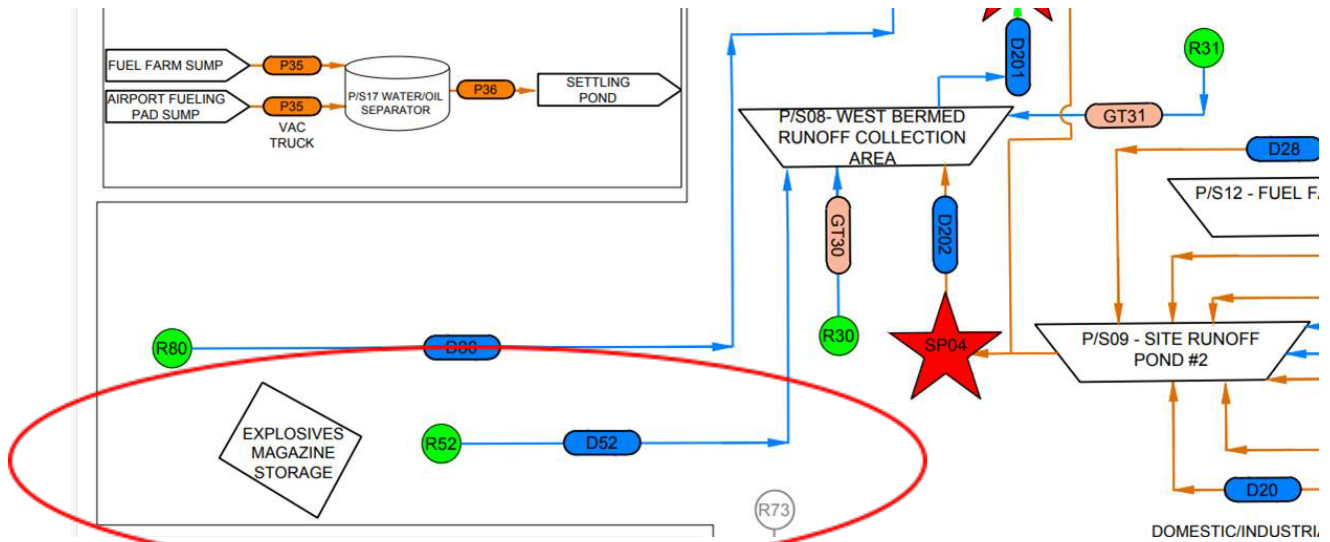 FUEL FARM SUMP
P35
AIRPORT FUELING
PAD SUMP
P35
VAC
TRUCK
P/S17 WATER/OIL
SEPARATOR
P36
SETTLING
POND
D201
R31
P/S08- WEST BERMED
RUNOFF COLLECTION
AREA
GT31
D28
P/S12 - FUEL FA
GT30
D202
R80
D80
R30
SP04
P/S09 - SITE RUNOFF
POND #2
EXPLOSIVES
MAGAZINE
STORAGE
R52
D52
R73
D20
DOMESTIC/INDUSTRIA